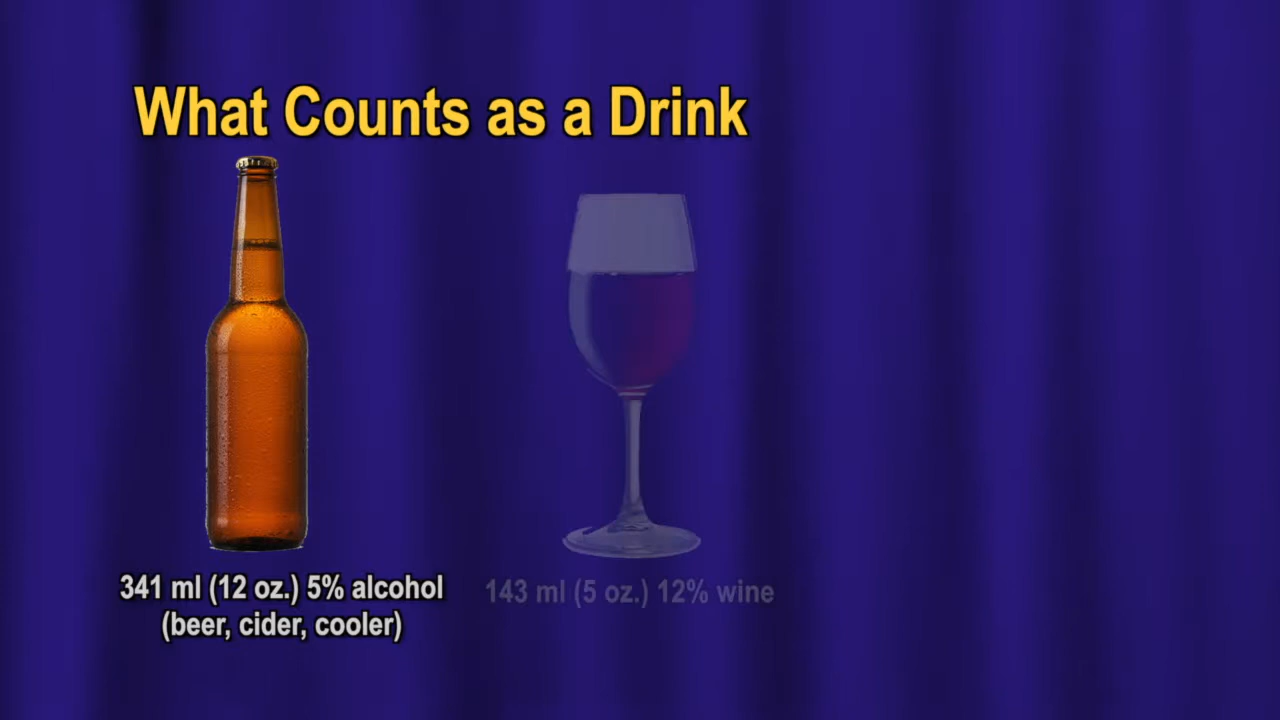 What Counts as a Drink
341 ml (12 oz.) 5% alcohol
(beer, cider, cooler)
143 ml (5 oz.) 12% wine